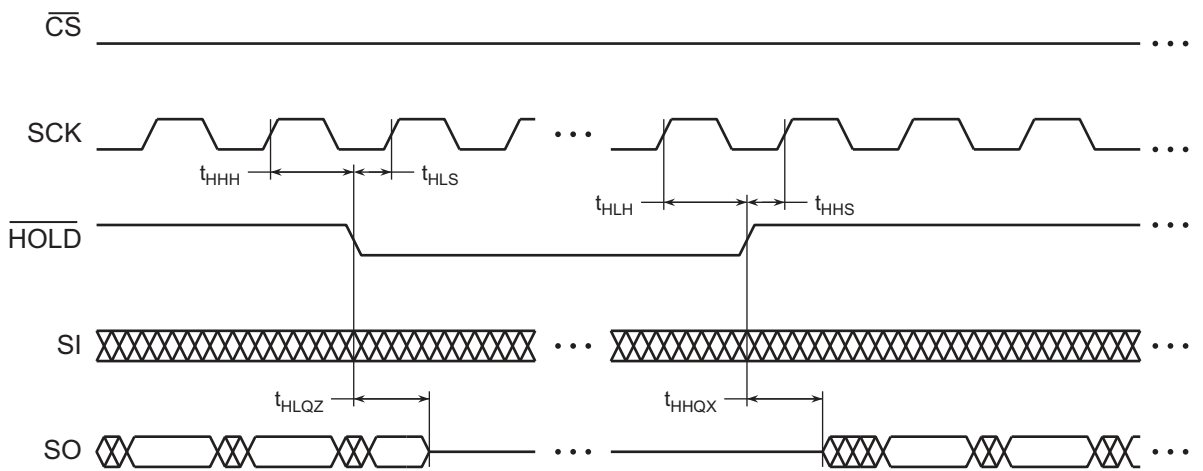 CS
SCK
tHHH
tHLS
tHLH
tHHS
HOLD
SI
tHLQZ
tHHQX
SO